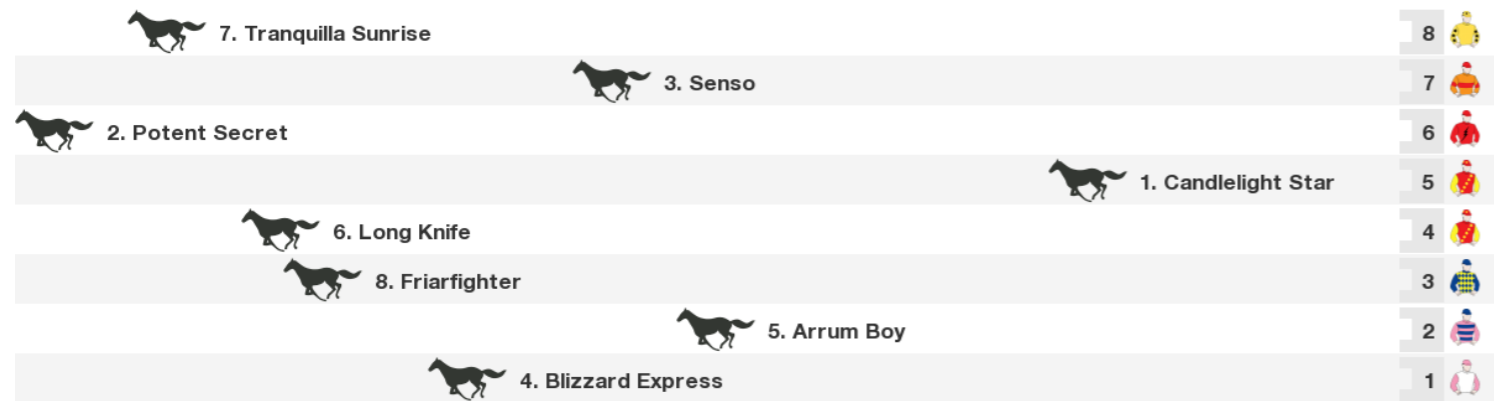 7. Tranquilla Sunrise 8
3. Senso 7
2. Potent Secret 6
1. Candlelight Star 5
6. Long Knife 4
8. Friarfighter 3
5. Arrum Boy 2
4. Blizzard Express 1